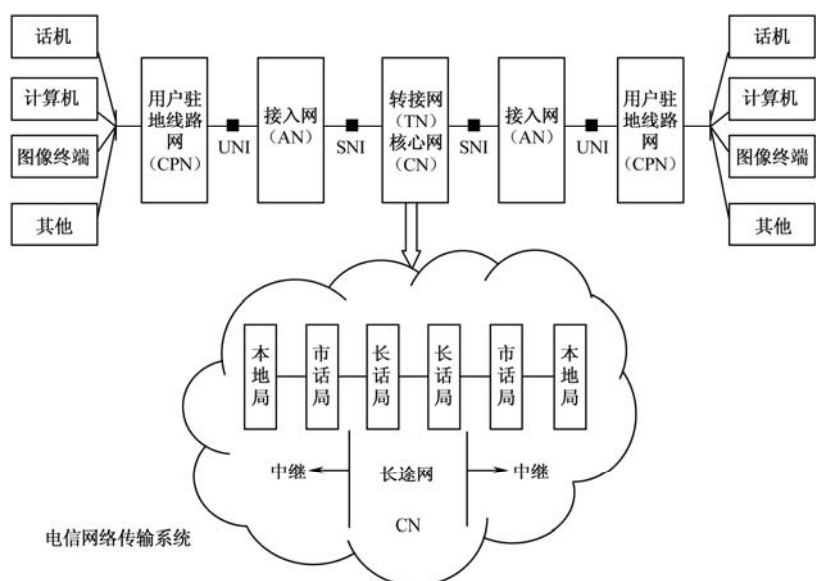 话机
计算机
图像终端
其他
用户驻
地线路
网
（CPN）
UNI
接入网
（AN）
SNI
转接网
（TN）
核心网
（CN）
SNI
接入网
（AN）
UNI
用户驻
地线路
网
（CPN）
话机
计算机
图像终端
其他
本地局
市话局
长话局
长话局
市话局
本地局
中继
长途网
中继
CN
电信网络传输系统